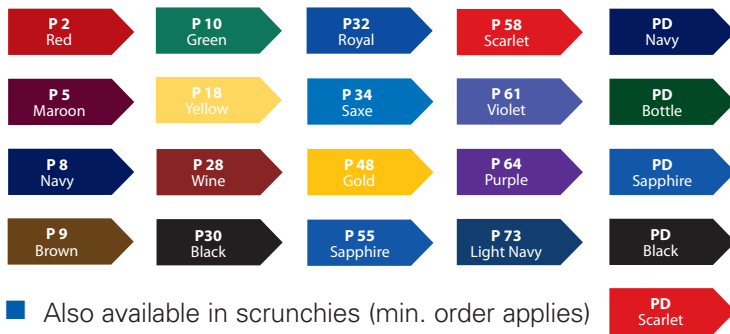 P 2
Red
P 10
Green
P32
Royal
P 58
Scarlet
PD
Navy
P 5
Maroon
P 18
Yellow
P 34
Saxe
P 61
Violet
PD
Bottle
P 8
Navy
P 28
Wine
P 48
Gold
P 64
Purple
PD
Sapphire
P 9
Brown
P30
Black
P 55
Sapphire
P 73
Light Navy
PD
Black
Also available in scrunchies (min. order applies)
PD
Scarlet